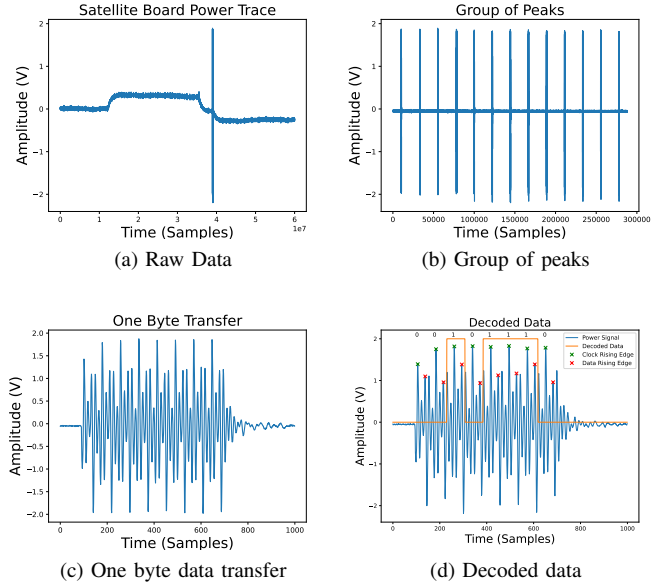 Satellite Board Power Trace
Amplitude (V)
2
1
0
−1
−2
0 1 2 3 4 5 6
1e7
Time (Samples)
(a) Raw Data
Group of Peaks
Amplitude (V)
2
1
0
−1
−2
0 50000 100000 150000 200000 250000 300000
Time (Samples)
(b) Group of peaks
One Byte Transfer
Amplitude (V)
2.0
1.5
1.0
0.5
0.0
−0.5
−1.0
−1.5
−2.0
0 200 400 600 800 1000
Time (Samples)
(c) One byte data transfer
Decoded Data
0 0 1 0 1 1 1 0
Power Signal
Decoded Data
Clock Rising Edge
Data Rising Edge
Amplitude (V)
2
1
0
−1
−2
0 200 400 600 800 1000
Time (Samples)
(d) Decoded data